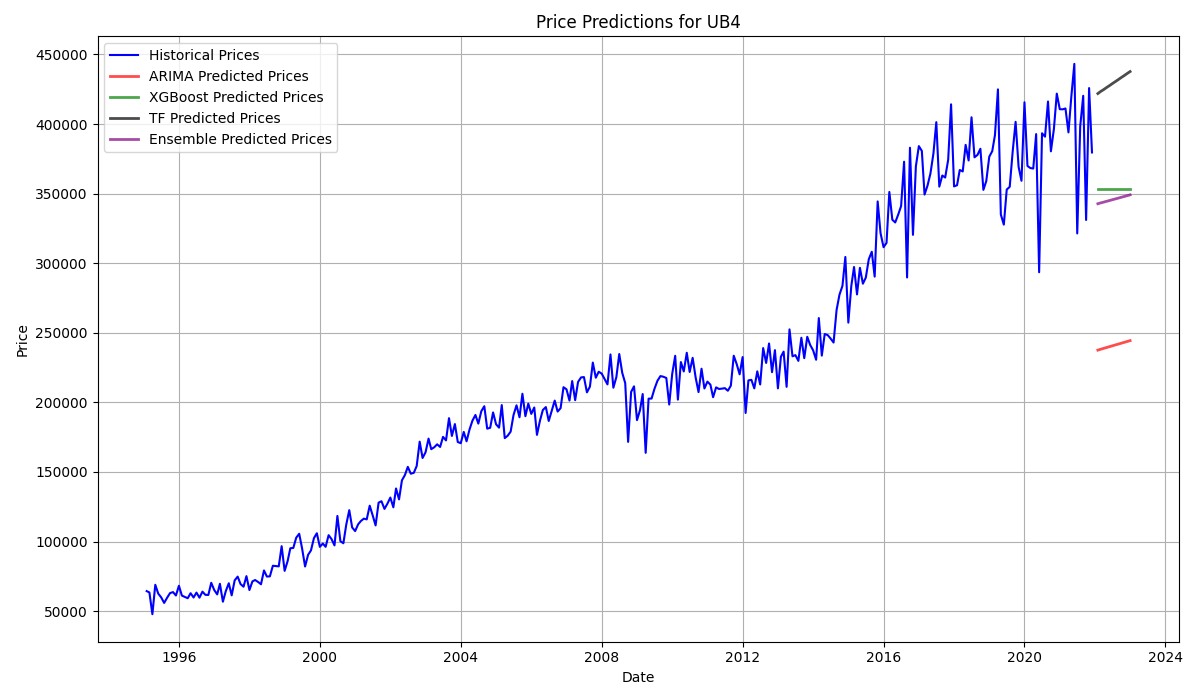 Price Predictions for UB4
Historical Prices
ARIMA Predicted Prices
XGBoost Predicted Prices
TF Predicted Prices
Ensemble Predicted Prices
450000
400000
350000
300000
250000
200000
150000
100000
50000
Price
1996 2000 2004 2008 2012 2016 2020 2024
Date